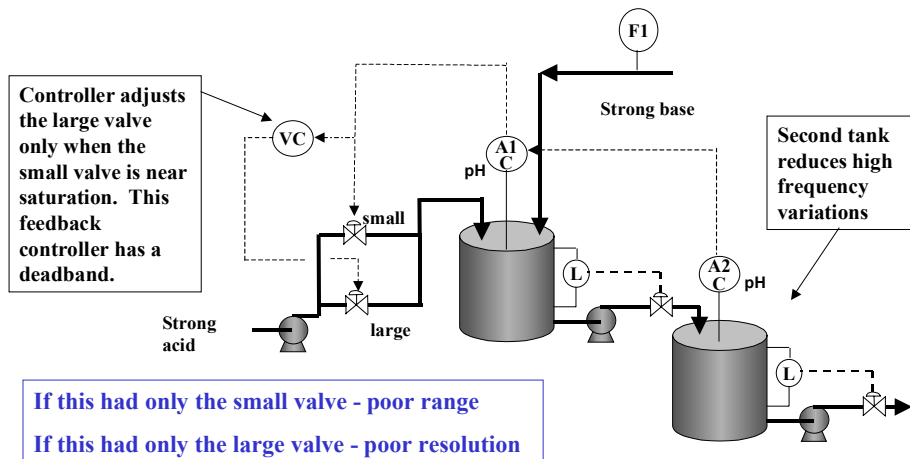 F1
Controller adjusts
the large valve
only when the
small valve is near
saturation.  This
feedback
controller has a
deadband.
VC
Strong base
A1
C
pH
Second tank
reduces high
frequency
variations
small
L
A2
C
pH
Strong
acid
large
L
If this had only the small valve - poor range
If this had only the large valve - poor resolution